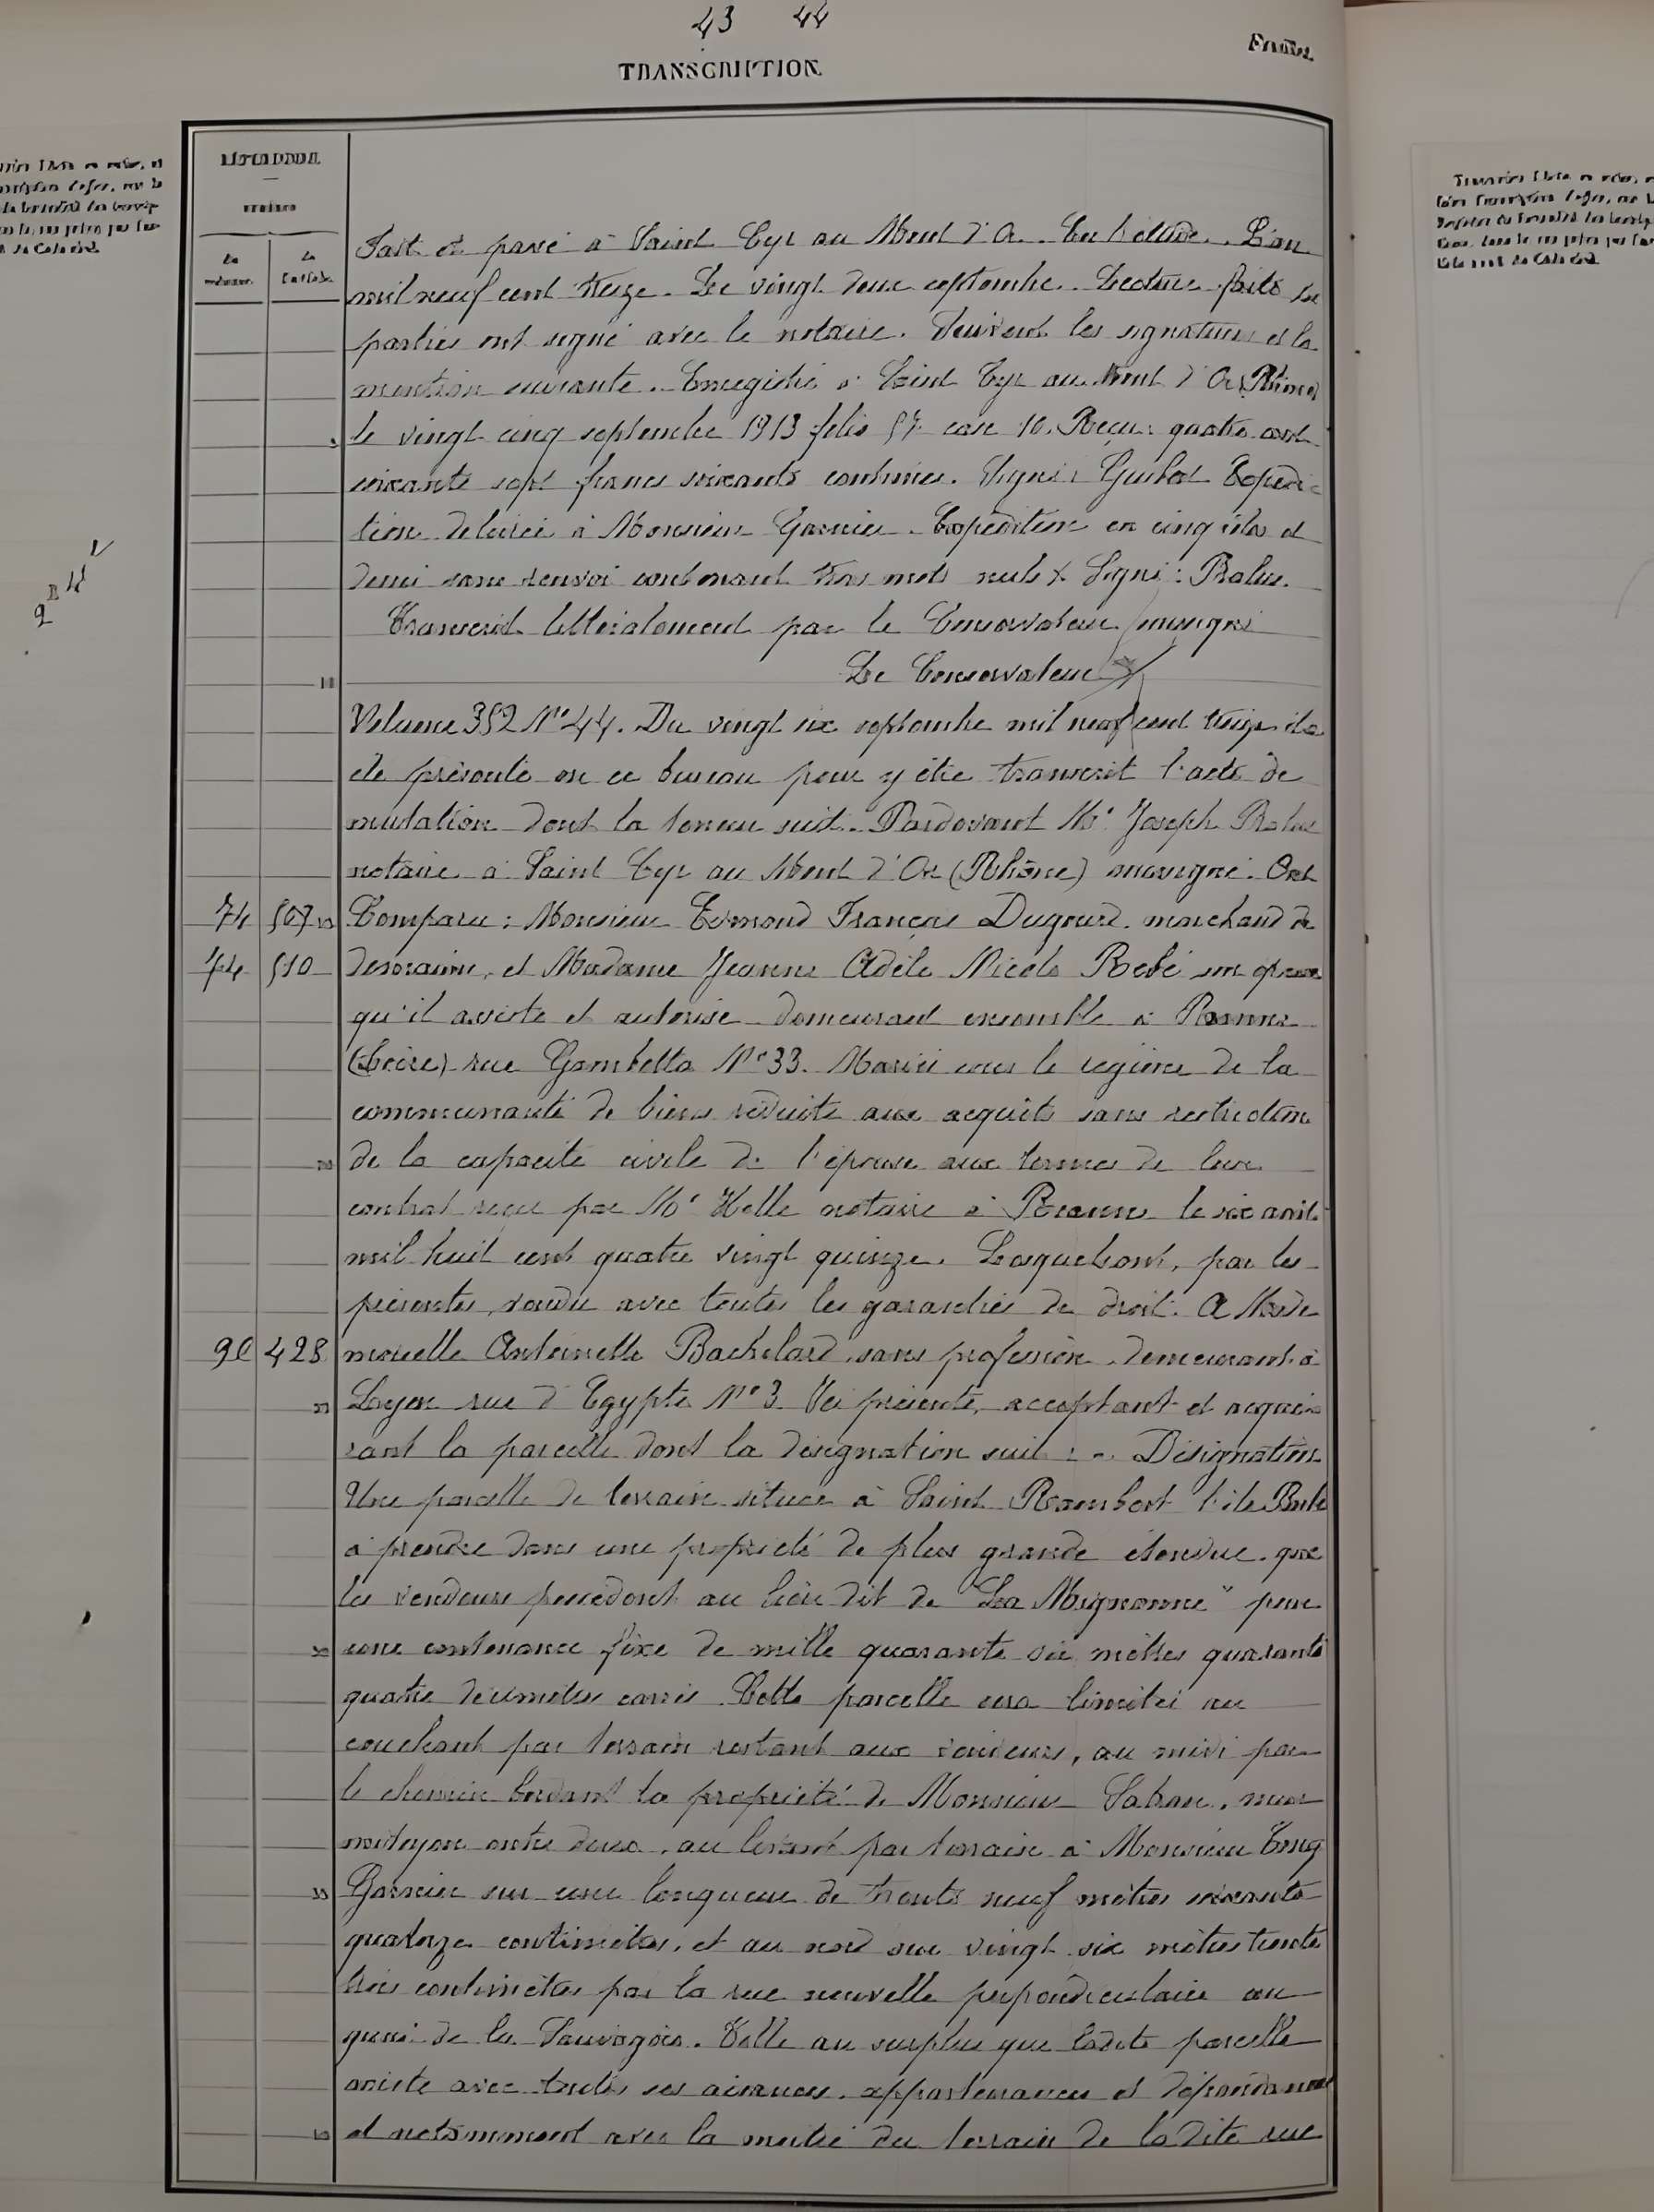 43 44
TRANSCRIPTION
Fait et passé à Saint Cyr au Mont d'Or. En l'étude. L'an
mil neuf cent treize. Le vingt deux septembre. Lecture faite les
parties ont signé avec le notaire. Suivent les signatures et la
mention suivante. Enregistré à Saint Cyr au Mont d'Or (Rhône)
le vingt cinq septembre 1913 folio 57 case 10. Reçu: quatre cent
soixante sept francs soixante centimes. Signé: Expédi-
tion délivrée à Monsieur Garnier. Expédition en cinq rôles et
demi sans renvoi contenant trois mots nuls. Signé: Ralus.
Transcrit littéralement par le Conservateur soussigné
Le Conservateur
Volume 352 N° 44. Du vingt six septembre mil neuf cent treize il a
été présenté en ce bureau pour y être transcrit l'acte de
mutation dont la teneur suit. Pardevant Me Joseph Ralus
notaire à Saint Cyr au Mont d'Or (Rhône) soussigné. Ont
74 507 Comparu: Monsieur Edmond François Dugourd. marchand de
74 510 et Madame Jeanne Adèle Nicole son épouse
qu'il assiste et autorise demeurant ensemble à Roanne
(Loire) rue Gambetta N° 33. Mariés sous le régime de la
communauté de biens réduite aux acquêts sans restriction
de la capacité civile de l'épouse aux termes de leur
contrat reçu par Me notaire à Roanne le six avril
mil huit cent quatre vingt quinze. Lesquels ont, par les
présentes, vendu avec toutes les garanties de droit. A Made
428 moiselle Antoinette Bachelard, sans profession. demeurant à
Lyon rue d'Egypte N° 3. Ici présente, acceptant et acqué-
rant la parcelle dont la désignation suit: Désignation
Une parcelle de terrain située à Saint Rambert l'île Barbe
à prendre dans une propriété de plus grande étendue que
les vendeurs possèdent au lieu dit de "La Mignonne" pour
une contenance fixe de mille quarante six mètres quarante
quatre décimètres carrés. Cette parcelle sera limitée au
couchant par terrain restant aux vendeurs, au midi par
le chemin bordant la propriété de Monsieur mur
mitoyen entre deux, au levant par terrain à Monsieur Eug
Garnier sur une longueur de trente neuf mètres soixante
quatorze centimètres, et au nord sur vingt six mètres trente
trois centimètres par la rue nouvelle perpendiculaire au
quai de la Sauvagère. Telle au surplus que ladite parcelle
existe avec toutes ses aisances, appartenances et dépendances
et notamment avec la moitié du terrain de la dite rue